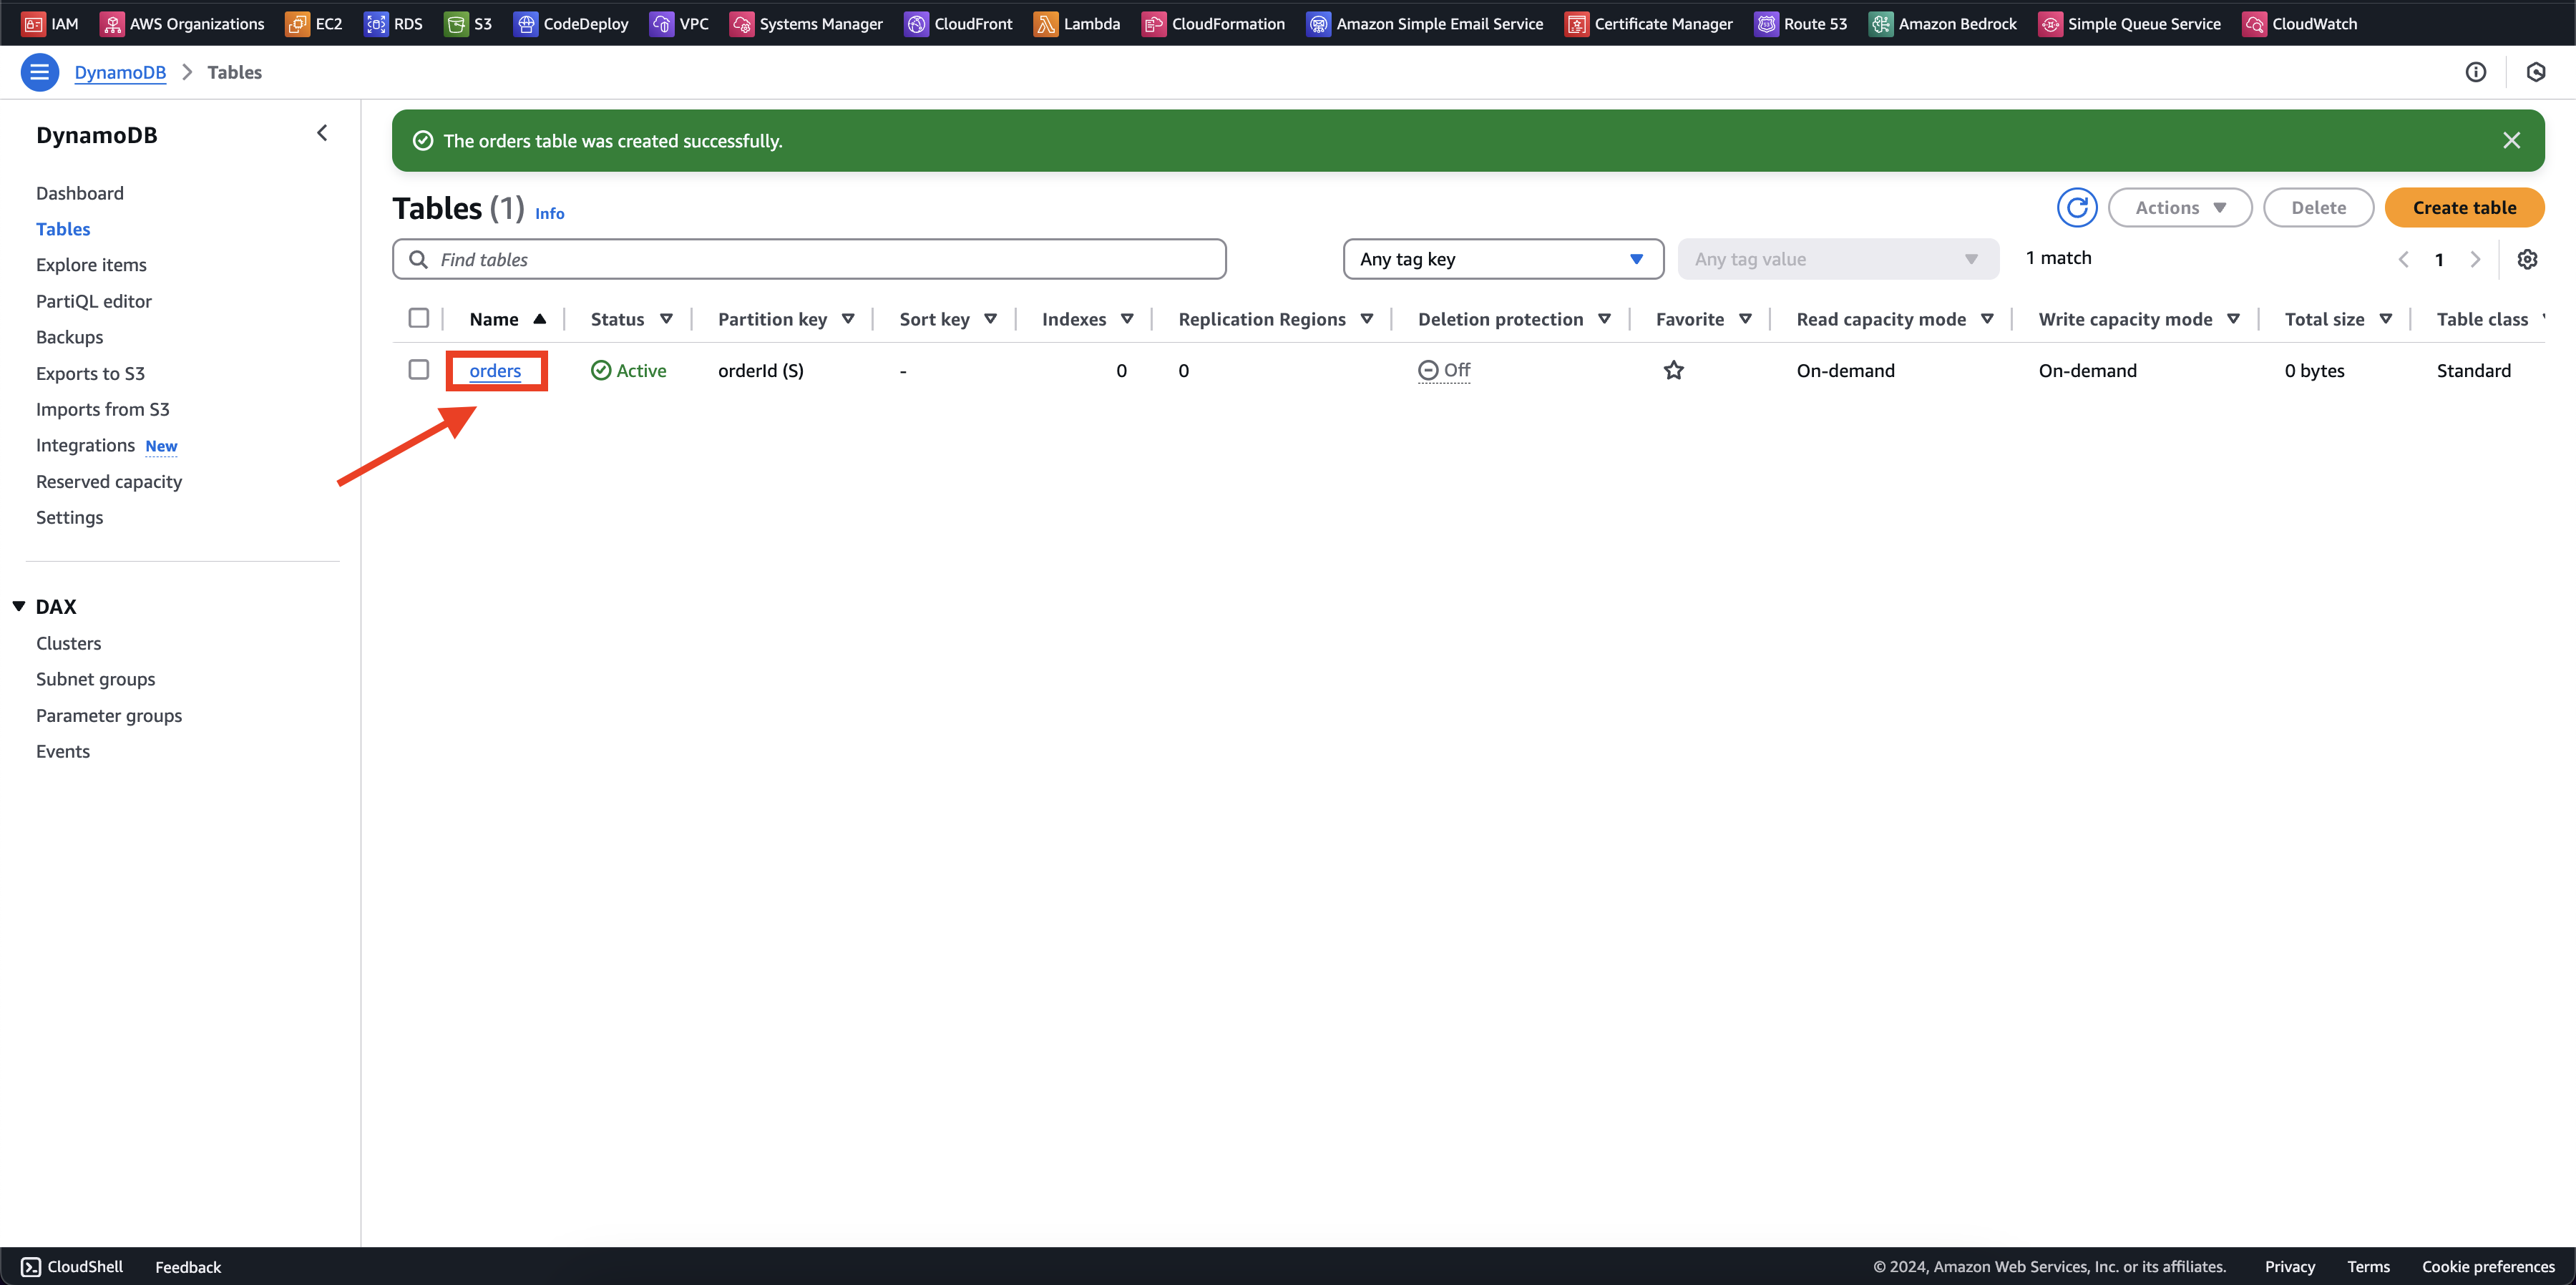 IAM AWS Organizations EC2 RDS S3 CodeDeploy VPC Systems Manager CloudFront Lambda CloudFormation Amazon Simple Email Service Certificate Manager Route 53 Amazon Bedrock Simple Queue Service CloudWatch
DynamoDB Tables
DynamoDB
Dashboard
Tables
Explore items
PartiQL editor
Backups
Exports to S3
Imports from S3
Integrations New
Reserved capacity
Settings
DAX
Clusters
Subnet groups
Parameter groups
Events
The orders table was created successfully.
Tables (1) Info
Actions Delete Create table
Find tables Any tag key Any tag value 1 match 1
Name Status Partition key Sort key Indexes Replication Regions Deletion protection Favorite Read capacity mode Write capacity mode Total size Table class
orders Active orderId (S) - 0 0 Off On-demand On-demand 0 bytes Standard
CloudShell Feedback © 2024, Amazon Web Services, Inc. or its affiliates. Privacy Terms Cookie preferences